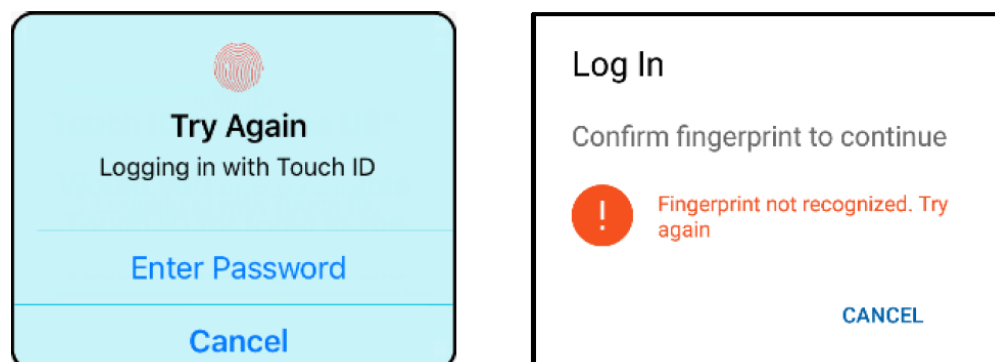 Try Again
Logging in with Touch ID
Enter Password
Cancel
Log In
Confirm fingerprint to continue
!
Fingerprint not recognized. Try
again
CANCEL